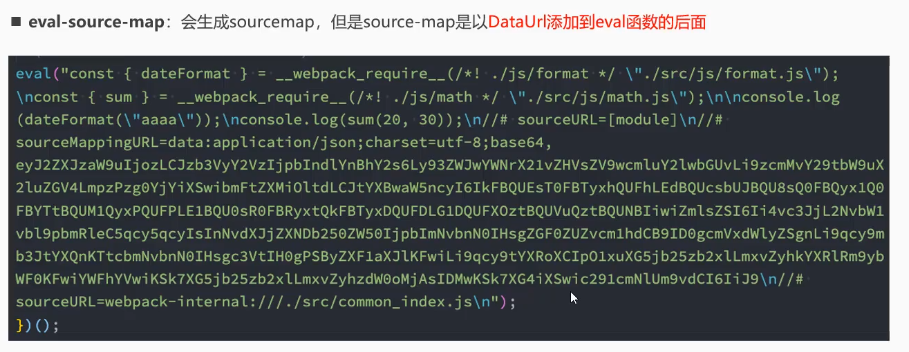 ■ eval-source-map：会生成sourcemap，但是source-map是以DataUrl添加到eval函数的后面
eval("const { dateFormat } = __webpack_require__(/*! ./js/format */ \"./src/js/format.js\");
\nconst { sum } = __webpack_require__(/*! ./js/math */ \"./src/js/math.js\");\n\nconsole.log
(dateFormat(\"aaaa\"));\nconsole.log(sum(20, 30));\n//# sourceURL=[module]\n//#
sourceMappingURL=data:application/json;charset=utf-8;base64,
eyJ2ZXJzaW9uIjozLCJzb3VyY2VzIjpbIndlYnBhY2s6Ly93ZWJwYWNrX21vZHVsZV9wcmluY2lwbGUvLi9zcmMvY29tbW9uX
2luZGV4LmpzPzg0YjYiXSwibmFtZXMiOltdLCJtYXBwaW5ncyI6IkFBQUEsT0FBTyxhQUFhLEdBQUcsbUJBQU8sQ0FBQyx1Q0
FBYTtBQUM1QyxPQUFPLE1BQU0sR0FBRyxtQkFBTyxDQUFDLG1DQUFXOztBQUVuQztBQUNBIiwiZmlsZSI6Ii4vc3JjL2NvbW1
vbl9pbmRleC5qcy5qcyIsInNvdXJjZXNDb250ZW50IjpbImNvbnN0IHsgZGF0ZUZvcm1hdCB9ID0gcmVxdWlyZSgnLi9qcy9m
b3JtYXQnKTtcbmNvbnN0IHsgc3VtIH0gPSByZXF1aXJlKFwiLi9qcy9tYXRoXCIpO1xuXG5jb25zb2xlLmxvZyhkYXRlRm9yb
WF0KFwiYWFhYVwiKSk7XG5jb25zb2xlLmxvZyhzdW0oMjAsIDMwKSk7XG4iXSwic291cmNlUm9vdCI6IiJ9\n//#
sourceURL=webpack-internal:///./src/common_index.js\n");
})();